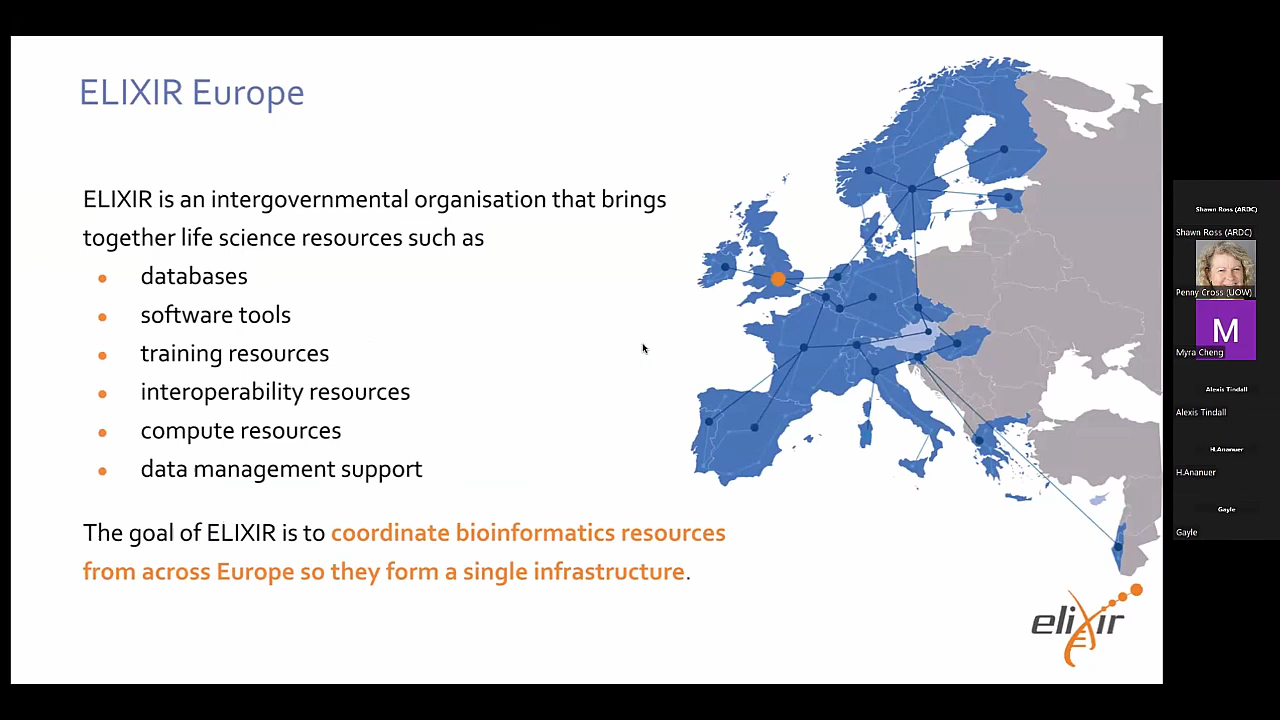 ELIXIR Europe
ELIXIR is an intergovernmental organisation that brings
together life science resources such as
databases
software tools
training resources
interoperability resources
compute resources
data management support
The goal of ELIXIR is to coordinate bioinformatics resources
from across Europe so they form a single infrastructure.
elixir
Shawn Ross (ARDC)
Shawn Ross (ARDC)
Penny Cross (UOW)
M
Myra Cheng
Alexis Tindall
Alexis Tindall
H.Ananuer
H.Ananuer
Gayle
Gayle